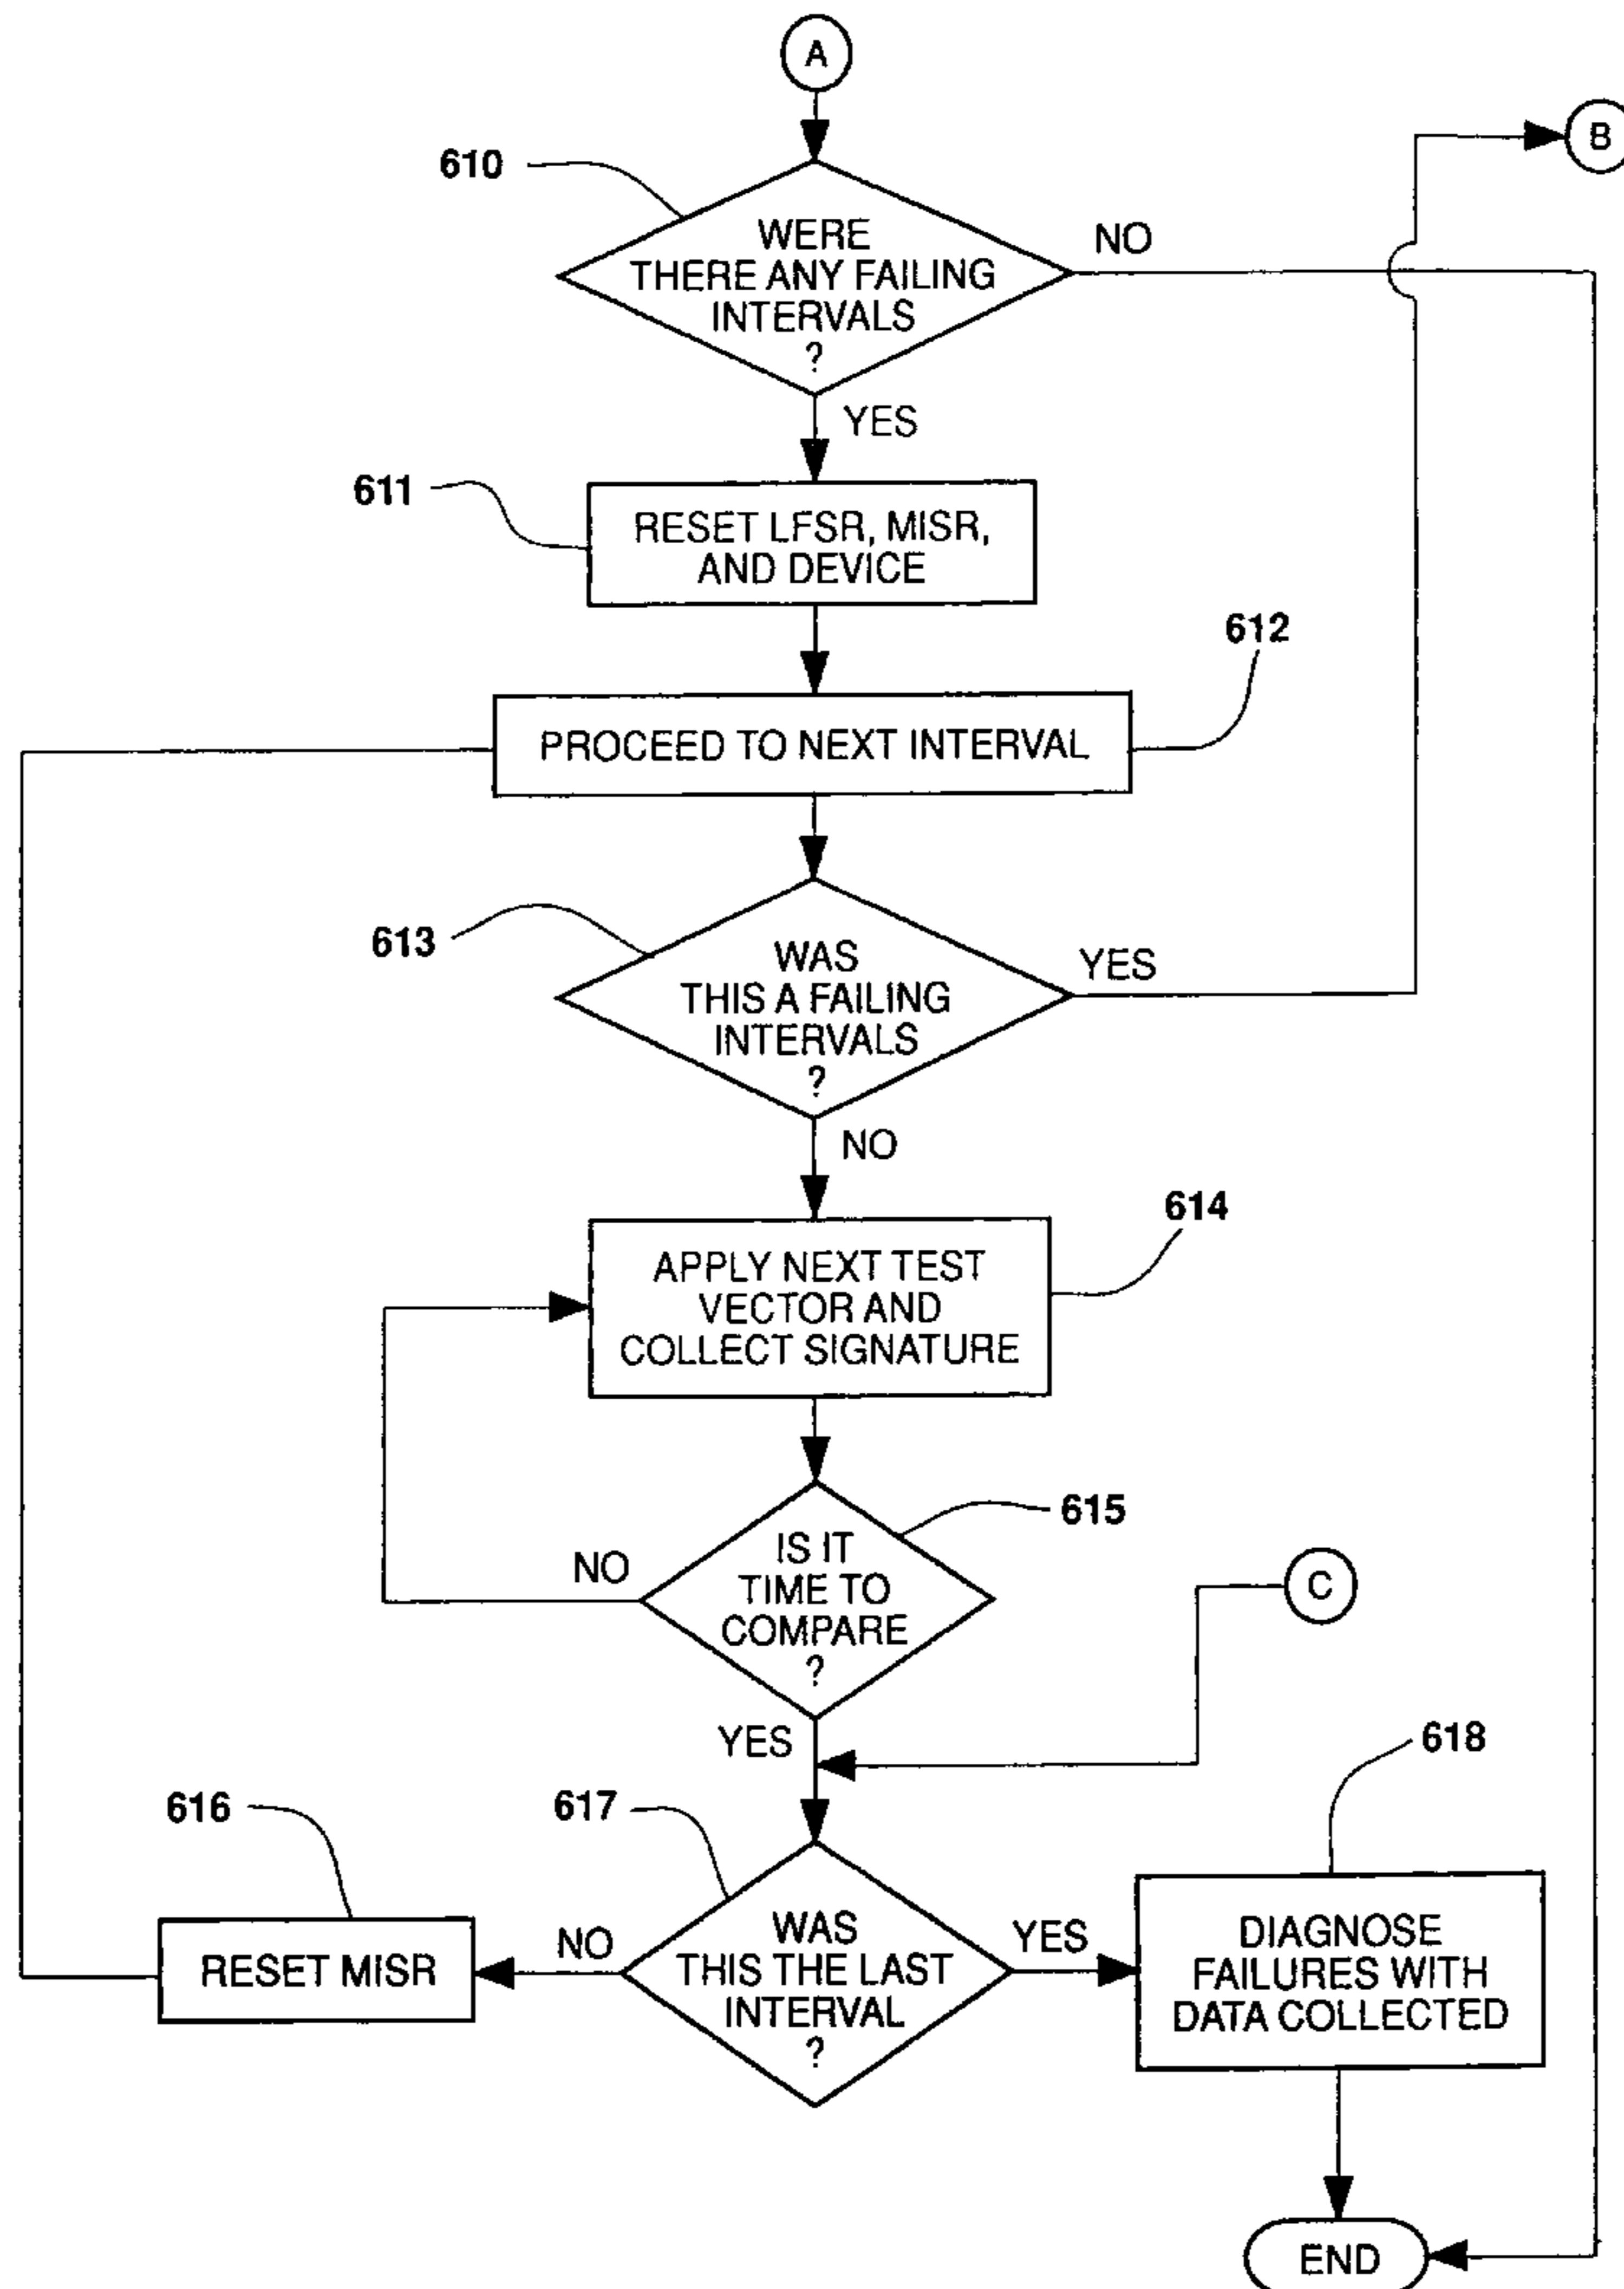 A
B
610
WERE
THERE ANY FAILING
INTERVALS
?
NO
YES
611
RESET LFSR, MISR,
AND DEVICE
612
PROCEED TO NEXT INTERVAL
613
WAS
THIS A FAILING
INTERVALS
?
YES
NO
614
APPLY NEXT TEST
VECTOR AND
COLLECT SIGNATURE
615
IS IT
TIME TO
COMPARE
?
NO
C
YES
618
616
617
WAS
THIS THE LAST
INTERVAL
?
NO
YES
RESET MISR
DIAGNOSE
FAILURES WITH
DATA COLLECTED
END